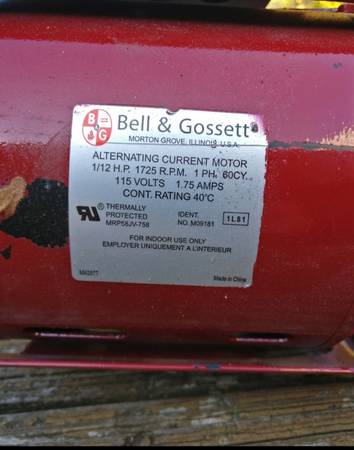 B G
Bell & Gossett
MORTON GROVE, ILLINOIS, U.S.A.
ALTERNATING CURRENT MOTOR
1/12 H.P. 1725 R.P.M. 1 PH. 60CY.
115 VOLTS 1.75 AMPS
CONT. RATING 40°C
THERMALLY
PROTECTED
MRP58JV-758
IDENT.
NO. M09181
1L81
FOR INDOOR USE ONLY
EMPLOYER UNIQUEMENT A L'INTERIEUR
Made in China